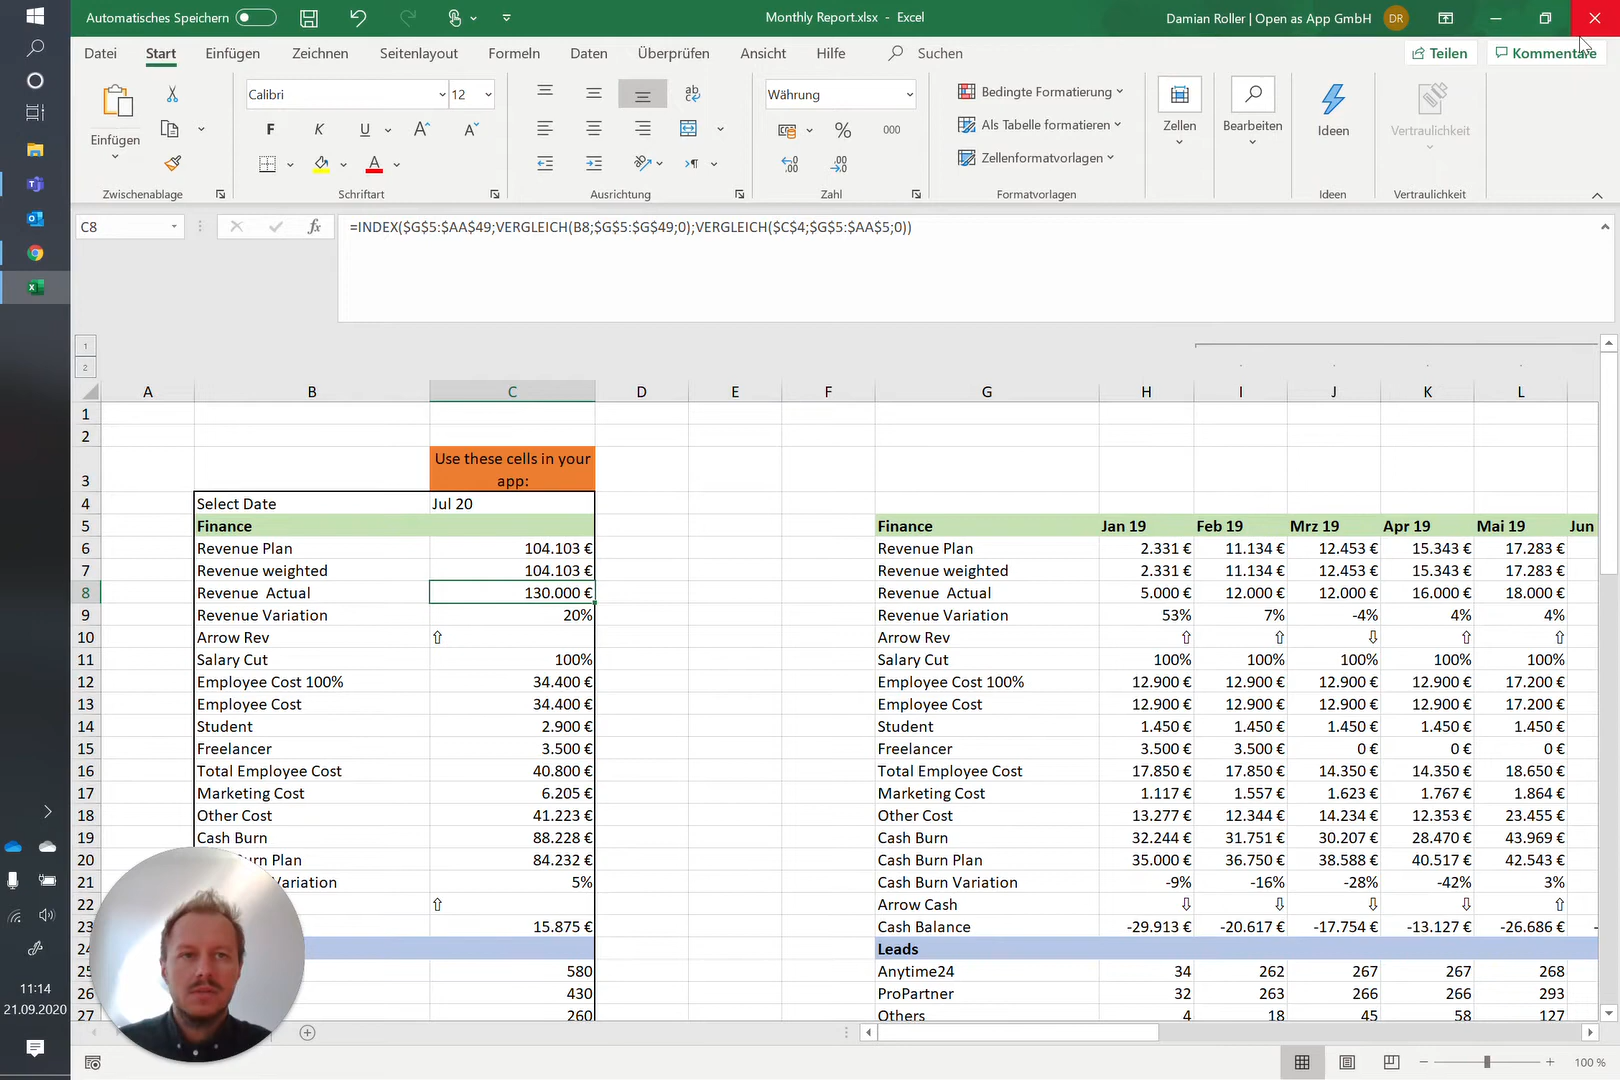 Automatisches Speichern
Monthly Report.xlsx - Excel
Damian Roller | Open as App GmbH DR
Datei Start Einfügen Zeichnen Seitenlayout Formeln Daten Überprüfen Ansicht Hilfe Suchen Teilen Kommentare
Einfügen
Zwischenablage
Calibri 12
F K U A A
A
Schriftart
ab
Ausrichtung
Währung
% 000
Zahl
Bedingte Formatierung
Als Tabelle formatieren
Zellenformatvorlagen
Formatvorlagen
Zellen
Bearbeiten
Ideen
Ideen
Vertraulichkeit
Vertraulichkeit
C8 fx =INDEX($G$5:$AA$49;VERGLEICH(B8;$G$5:$G$49;0);VERGLEICH($C$4;$G$5:$AA$5;0))
1
2
A B C D E F G H I J K L
1
2
3 Use these cells in your
app:
4 Select Date Jul 20
5 Finance Finance Jan 19 Feb 19 Mrz 19 Apr 19 Mai 19 Jun
6 Revenue Plan 104.103 € Revenue Plan 2.331 € 11.134 € 12.453 € 15.343 € 17.283 €
7 Revenue weighted 104.103 € Revenue weighted 2.331 € 11.134 € 12.453 € 15.343 € 17.283 €
8 Revenue  Actual 130.000 € Revenue  Actual 5.000 € 12.000 € 12.000 € 16.000 € 18.000 €
9 Revenue Variation 20% Revenue Variation 53% 7% -4% 4% 4%
10 Arrow Rev ⇧ Arrow Rev ⇧ ⇧ ⇩ ⇧ ⇧
11 Salary Cut 100% Salary Cut 100% 100% 100% 100% 100%
12 Employee Cost 100% 34.400 € Employee Cost 100% 12.900 € 12.900 € 12.900 € 12.900 € 17.200 €
13 Employee Cost 34.400 € Employee Cost 12.900 € 12.900 € 12.900 € 12.900 € 17.200 €
14 Student 2.900 € Student 1.450 € 1.450 € 1.450 € 1.450 € 1.450 €
15 Freelancer 3.500 € Freelancer 3.500 € 3.500 € 0 € 0 € 0 €
16 Total Employee Cost 40.800 € Total Employee Cost 17.850 € 17.850 € 14.350 € 14.350 € 18.650 €
17 Marketing Cost 6.205 € Marketing Cost 1.117 € 1.557 € 1.623 € 1.767 € 1.864 €
18 Other Cost 41.223 € Other Cost 13.277 € 12.344 € 14.234 € 12.353 € 23.455 €
19 Cash Burn 88.228 € Cash Burn 32.244 € 31.751 € 30.207 € 28.470 € 43.969 €
20 urn Plan 84.232 € Cash Burn Plan 35.000 € 36.750 € 38.588 € 40.517 € 42.543 €
21 Variation 5% Cash Burn Variation -9% -16% -28% -42% 3%
22 ⇧ Arrow Cash ⇩ ⇩ ⇩ ⇩ ⇧
23 15.875 € Cash Balance -29.913 € -20.617 € -17.754 € -13.127 € -26.686 € -
24 Leads
25 580 Anytime24 34 262 267 267 268
26 430 ProPartner 32 263 266 266 293
27 260 Others 4 18 45 58 127
11:14
21.09.2020
100 %